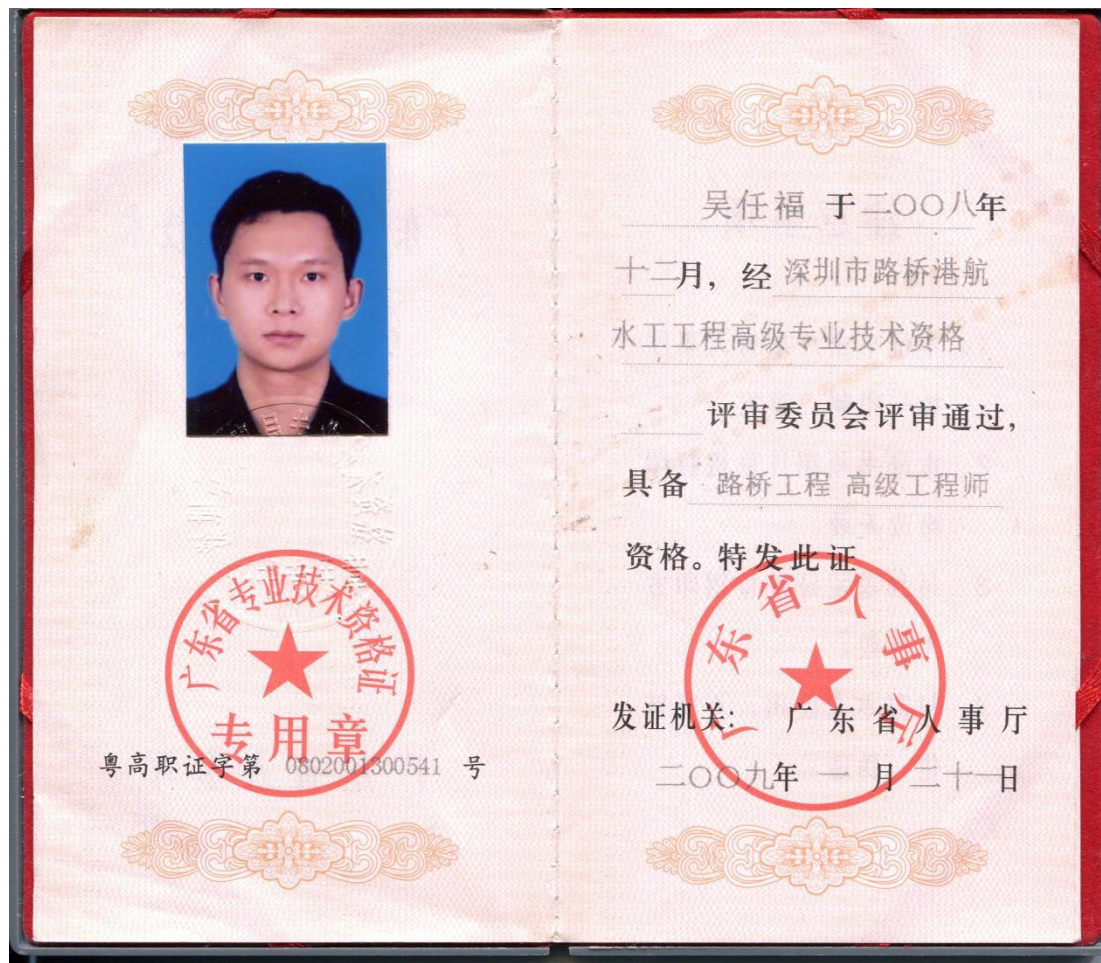 广东省专业技术资格证
专用章
粤高职证字第 0802001300541 号
吴任福 于二〇〇八年
十二月，经 深圳市路桥港航
水工工程高级专业技术资格
评审委员会评审通过，
具备 路桥工程 高级工程师
资格。特发此证
广东省人事厅
发证机关： 广东省人事厅
二〇〇九年 一 月 二十一日